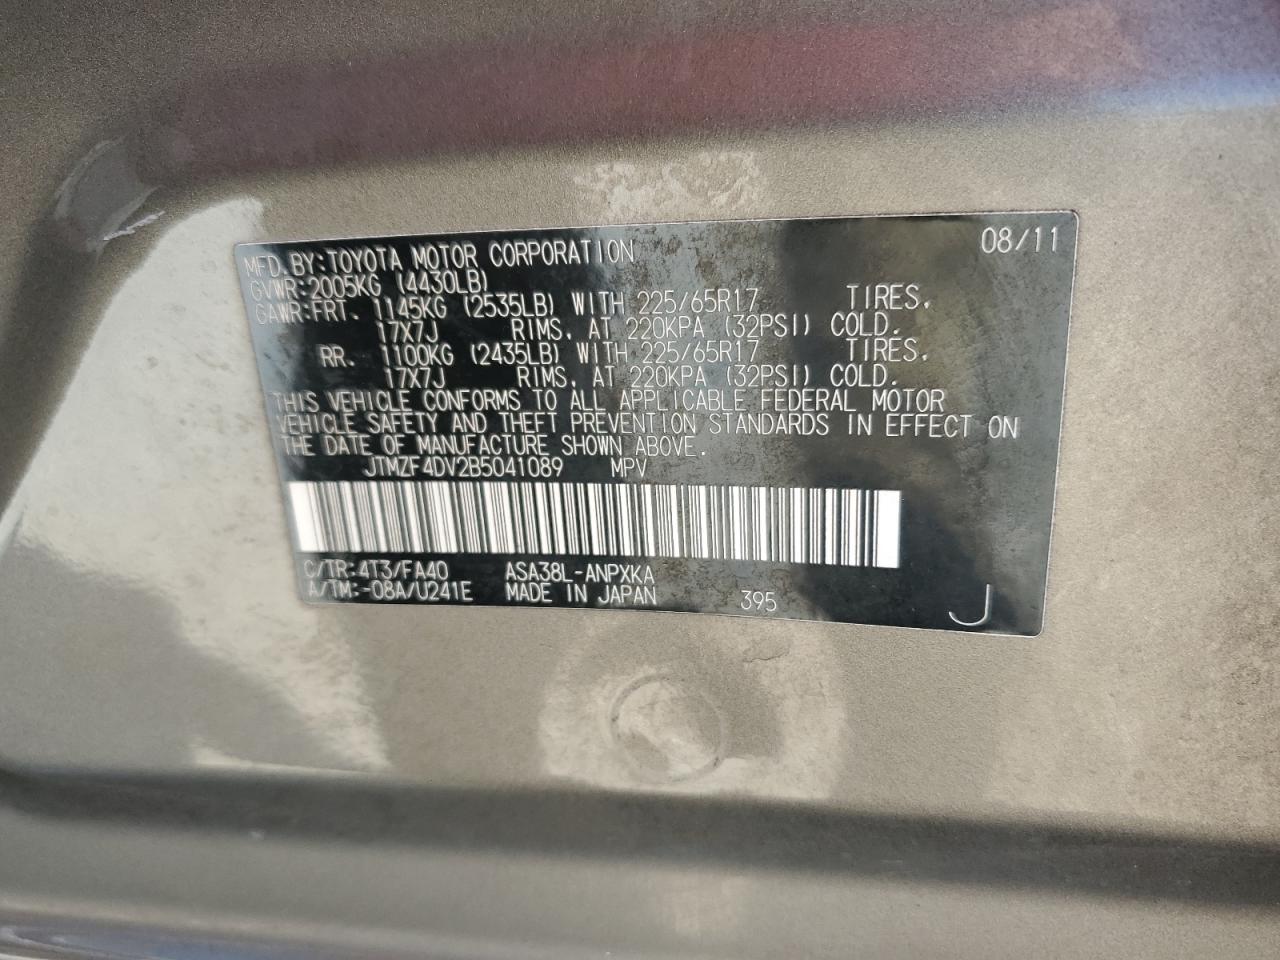 08/11
MFD.BY:TOYOTA MOTOR CORPORATION
GVWR:2005KG (4430LB)
GAWR:FRT. 1145KG (2535LB) WITH 225/65R17 TIRES,
17X7J RIMS, AT 220KPA (32PSI) COLD.
RR. 1100KG (2435LB) WITH 225/65R17 TIRES,
17X7J RIMS, AT 220KPA (32PSI) COLD.
THIS VEHICLE CONFORMS TO ALL APPLICABLE FEDERAL MOTOR
VEHICLE SAFETY AND THEFT PREVENTION STANDARDS IN EFFECT ON
THE DATE OF MANUFACTURE SHOWN ABOVE.
JTMZF4DV2B5041089 MPV
C/TR:4T3/FA40 ASA38L-ANPXKA
A/TM:-08A/U241E MADE IN JAPAN 395 J